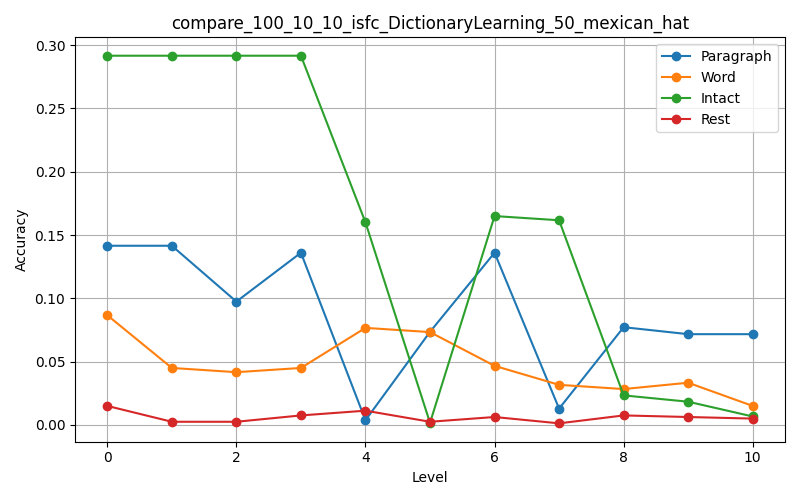 compare_100_10_10_isfc_DictionaryLearning_50_mexican_hat
0.30
0.25
0.20
0.15
0.10
0.05
0.00
Accuracy
Paragraph
Word
Intact
Rest
0 2 4 6 8 10
Level